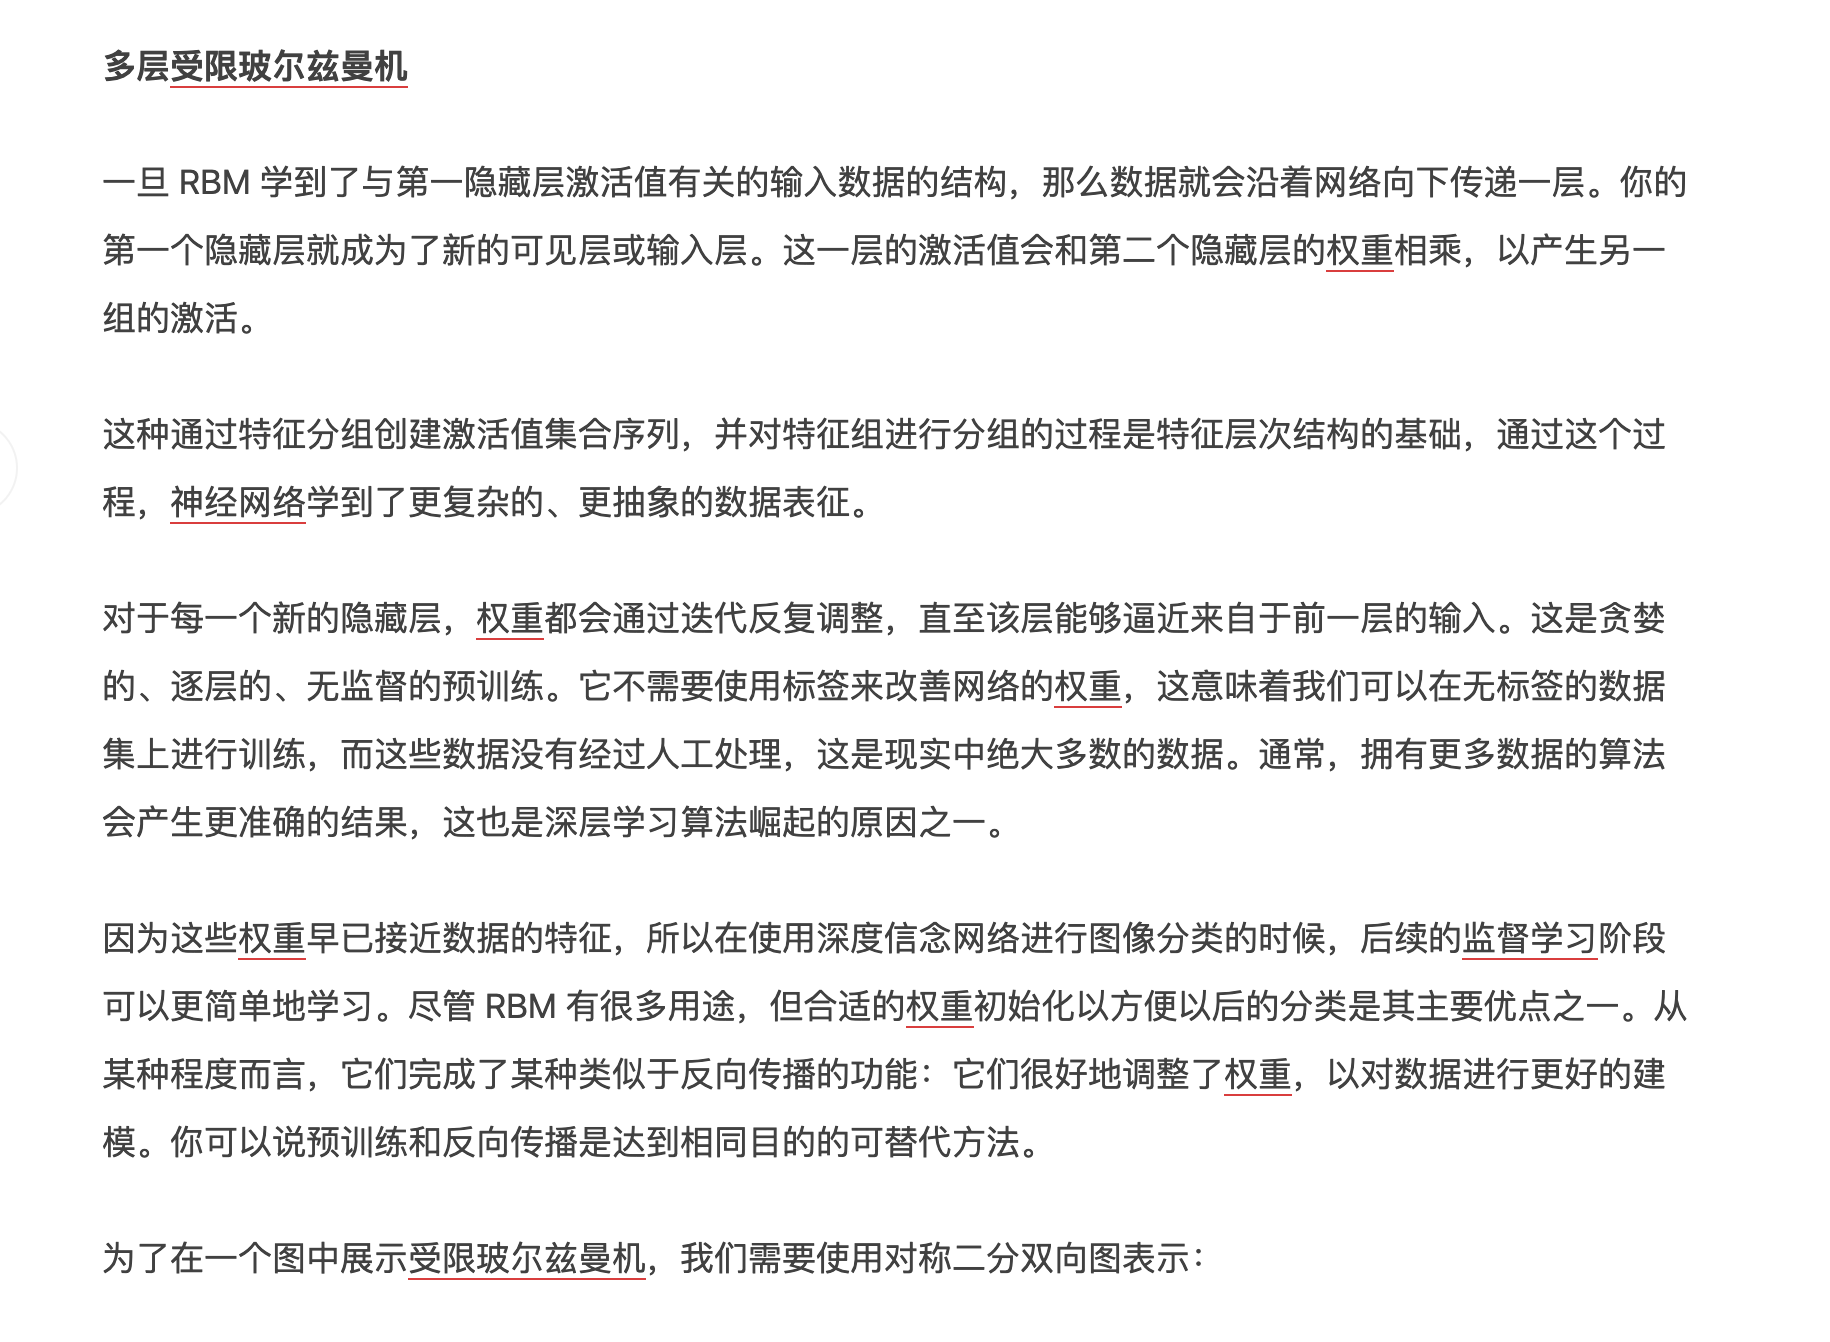 多层受限玻尔兹曼机
一旦 RBM 学到了与第一隐藏层激活值有关的输入数据的结构，那么数据就会沿着网络向下传递一层。你的
第一个隐藏层就成为了新的可见层或输入层。这一层的激活值会和第二个隐藏层的权重相乘，以产生另一
组的激活。
这种通过特征分组创建激活值集合序列，并对特征组进行分组的过程是特征层次结构的基础，通过这个过
程，神经网络学到了更复杂的、更抽象的数据表征。
对于每一个新的隐藏层，权重都会通过迭代反复调整，直至该层能够逼近来自于前一层的输入。这是贪婪
的、逐层的、无监督的预训练。它不需要使用标签来改善网络的权重，这意味着我们可以在无标签的数据
集上进行训练，而这些数据没有经过人工处理，这是现实中绝大多数的数据。通常，拥有更多数据的算法
会产生更准确的结果，这也是深层学习算法崛起的原因之一。
因为这些权重早已接近数据的特征，所以在使用深度信念网络进行图像分类的时候，后续的监督学习阶段
可以更简单地学习。尽管 RBM 有很多用途，但合适的权重初始化以方便以后的分类是其主要优点之一。从
某种程度而言，它们完成了某种类似于反向传播的功能：它们很好地调整了权重，以对数据进行更好的建
模。你可以说预训练和反向传播是达到相同目的的可替代方法。
为了在一个图中展示受限玻尔兹曼机，我们需要使用对称二分双向图表示：